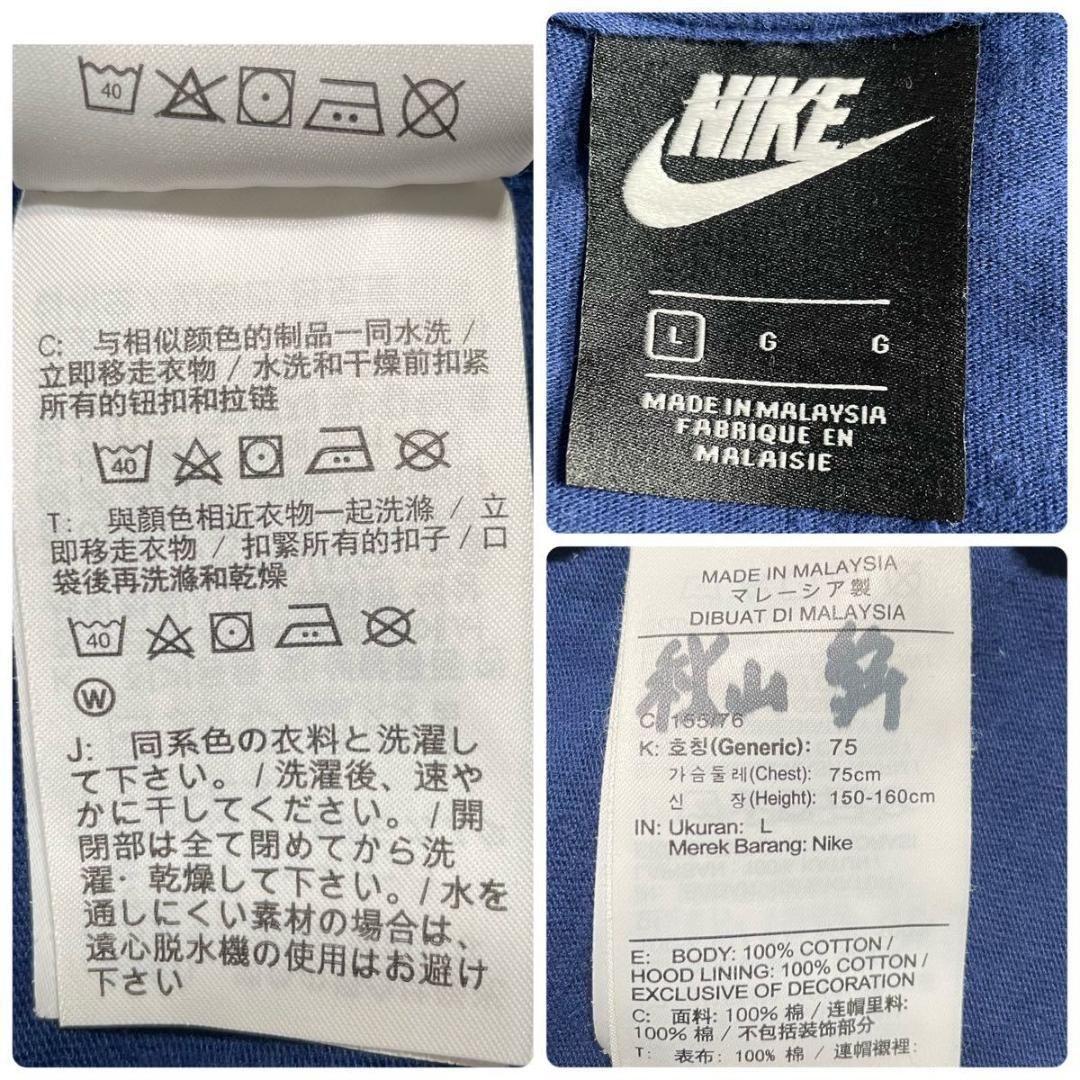 40
C: 与相似颜色的制品一同水洗 /
立即移走衣物 / 水洗和干燥前扣紧
所有的钮扣和拉链
40
T: 與顏色相近衣物一起洗滌 / 立
即移走衣物 / 扣緊所有的扣子 / 口
袋後再洗滌和乾燥
40
W
J: 同系色の衣料と洗濯し
て下さい。/ 洗濯後、速や
かに干してください。/ 開
閉部は全て閉めてから洗
濯・乾燥して下さい。/ 水を
通しにくい素材の場合は、
遠心脱水機の使用はお避け
下さい
NIKE
L G G
MADE IN MALAYSIA
FABRIQUE EN
MALAISIE
MADE IN MALAYSIA
マレーシア製
DIBUAT DI MALAYSIA
秋山
C: 155/76
K: 호칭(Generic): 75
가슴둘레(Chest): 75cm
신 장(Height): 150-160cm
IN: Ukuran: L
Merek Barang: Nike
E: BODY: 100% COTTON /
HOOD LINING: 100% COTTON /
EXCLUSIVE OF DECORATION
C: 面料: 100% 棉 / 连帽里料:
100% 棉 / 不包括装饰部分
T: 表布: 100% 棉 / 連帽襯裡: